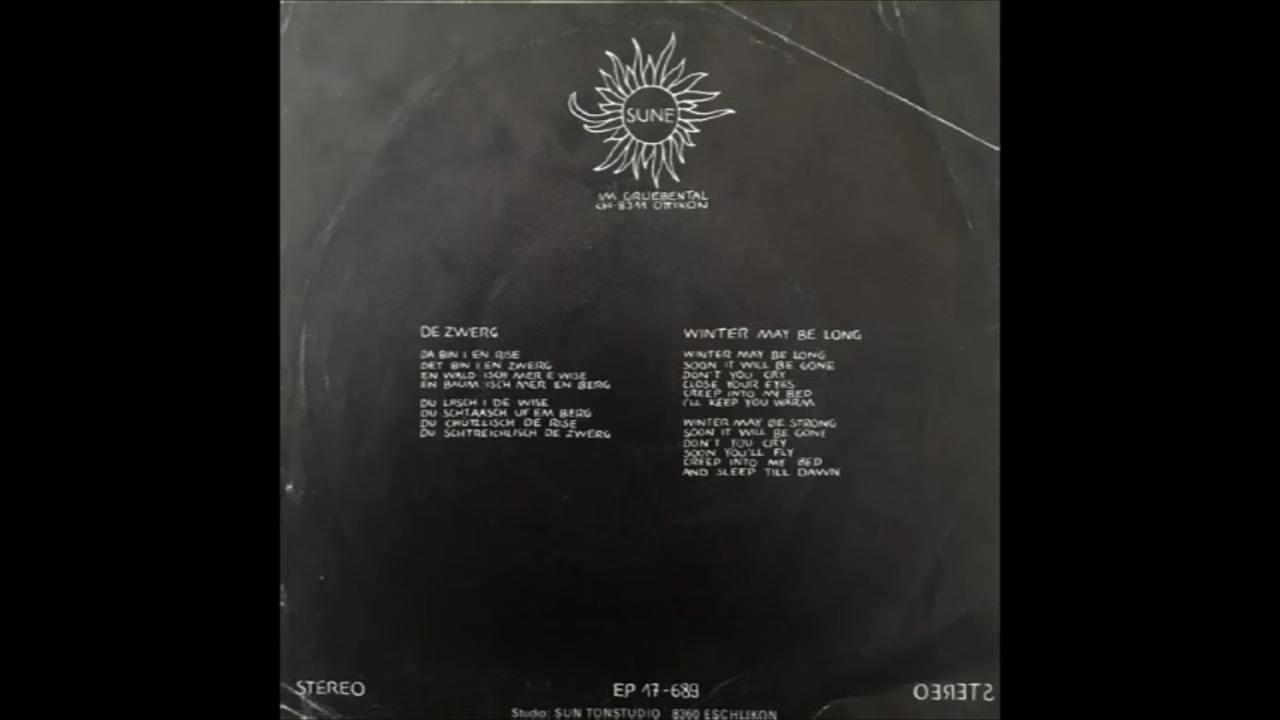 SUNE
IM GRUEBENTAL
CH-8311 OTTIKON
DE ZWERG
DA BIN I EN RISE
DET BIN I EN ZWERG
EN WALD ISCH MER E WISE
EN BAUM ISCH MER EN BERG
DU LISCH I DE WISE
DU SCHTAASCH UF EM BERG
DU CHUTZLISCH DE RISE
DU SCHTREICHLISCH DE ZWERG
WINTER MAY BE LONG
WINTER MAY BE LONG
SOON IT WILL BE GONE
DON'T YOU CRY
CLOSE YOUR EYES
CREEP INTO MY BED
I'LL KEEP YOU WARM
WINTER MAY BE STRONG
SOON IT WILL BE GONE
DON'T YOU CRY
SOON YOU'LL FLY
CREEP INTO MY BED
AND SLEEP TILL DAWN
STEREO
EP 17-689
STEREO
Studio: SUN TONSTUDIO 8360 ESCHLIKON